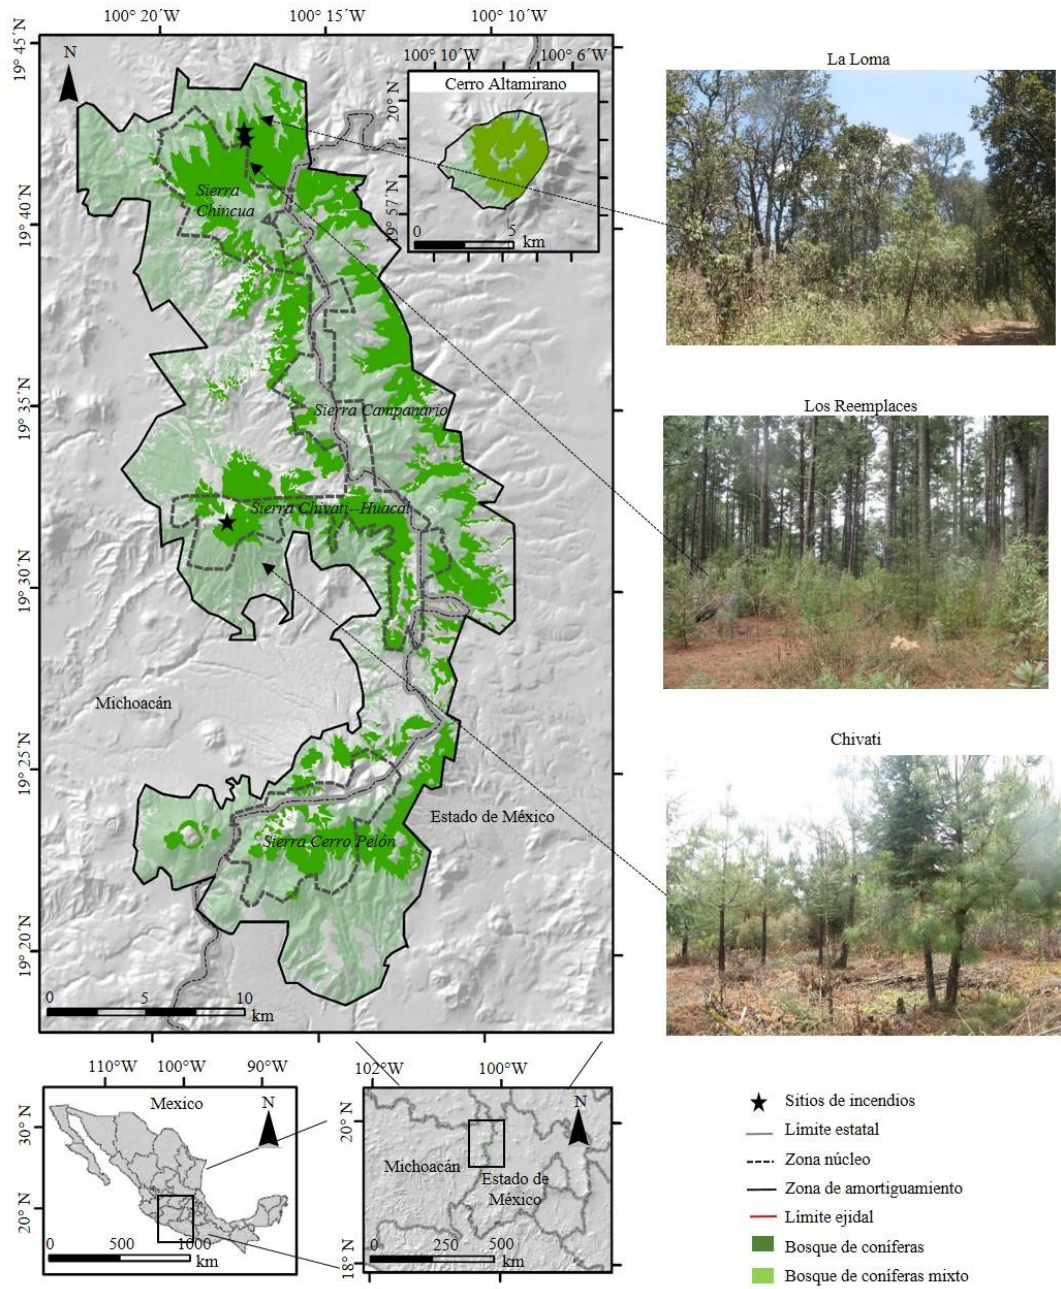 100° 20´W
100° 15´W
100° 10´W
19° 45´N
19° 40´N
19° 35´N
19° 30´N
19° 25´N
19° 20´N
N
100° 10´W
100° 6´W
Cerro Altamirano
20° N
19° 57´N
0 5
km
Sierra
Chincua
Sierra Campanario
Sierra Chivati--Huacal
Michoacán
Estado de México
Sierra Cerro Pelón
0 5 10
km
La Loma
Los Reemplaces
Chivati
110°W 100°W 90°W
30° N
20° N
Mexico
N
0 500 1000
km
102°W 100°W
20° N
18° N
N
Michoacán
Estado de
México
0 250 500
km
Sitios de incendios
Límite estatal
Zona núcleo
Zona de amortiguamiento
Límite ejidal
Bosque de coníferas
Bosque de coníferas mixto